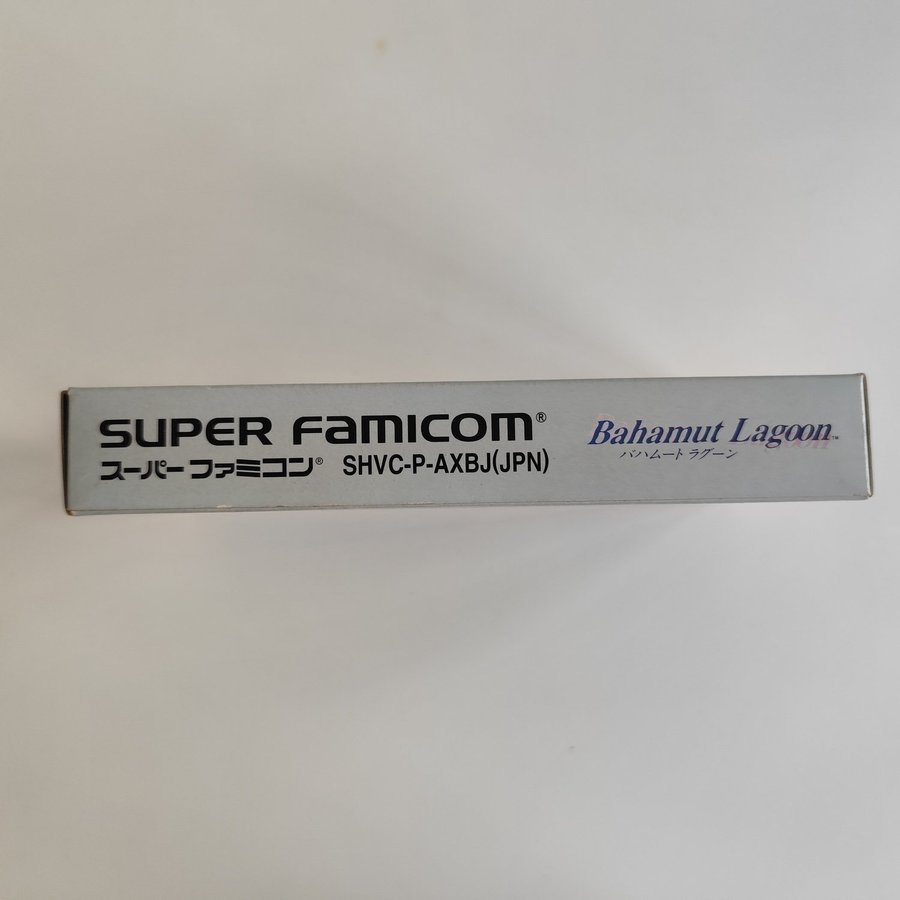 SUPER FAMICOM®
スーパーファミコン® SHVC-P-AXBJ(JPN)
Bahamut Lagoon™
バハムート ラグーン